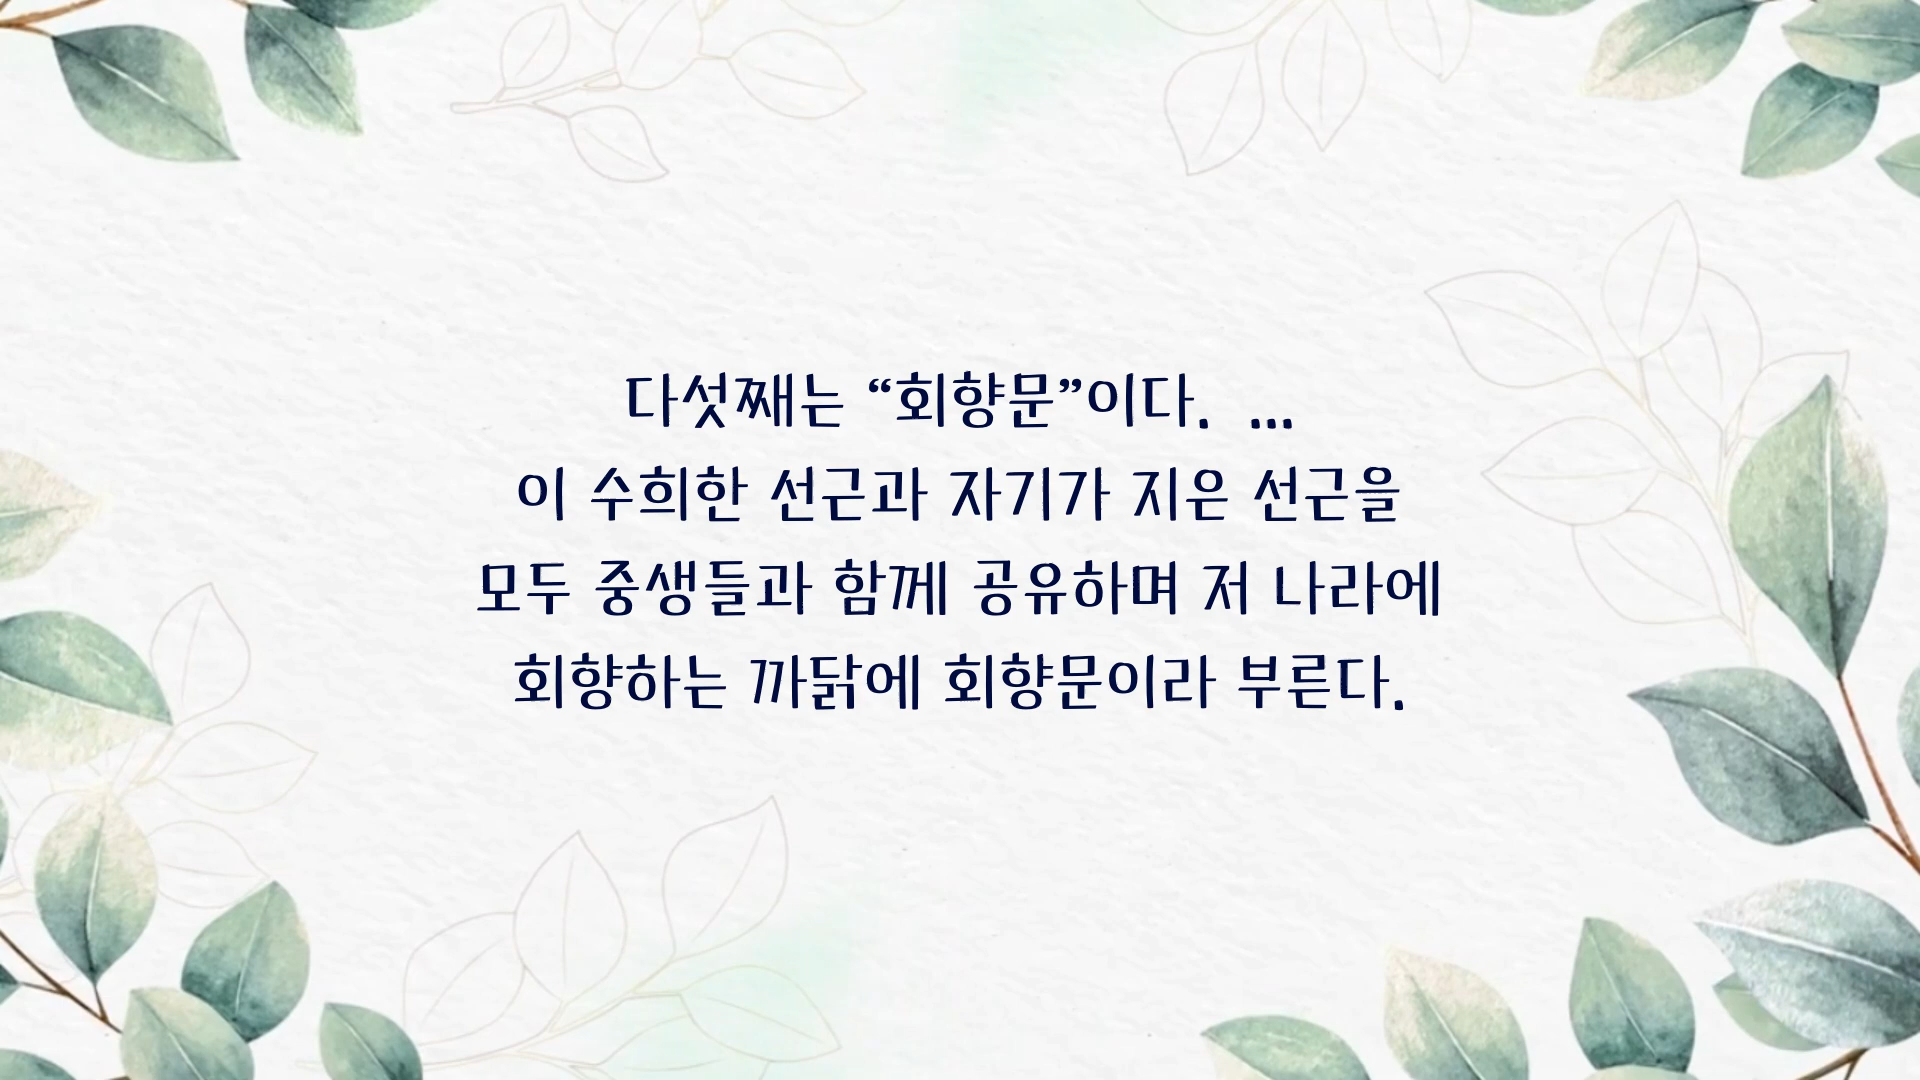 다섯째는 “회향문”이다. ...
이 수희한 선근과 자기가 지은 선근을
모두 중생들과 함께 공유하며 저 나라에
회향하는 까닭에 회향문이라 부른다.